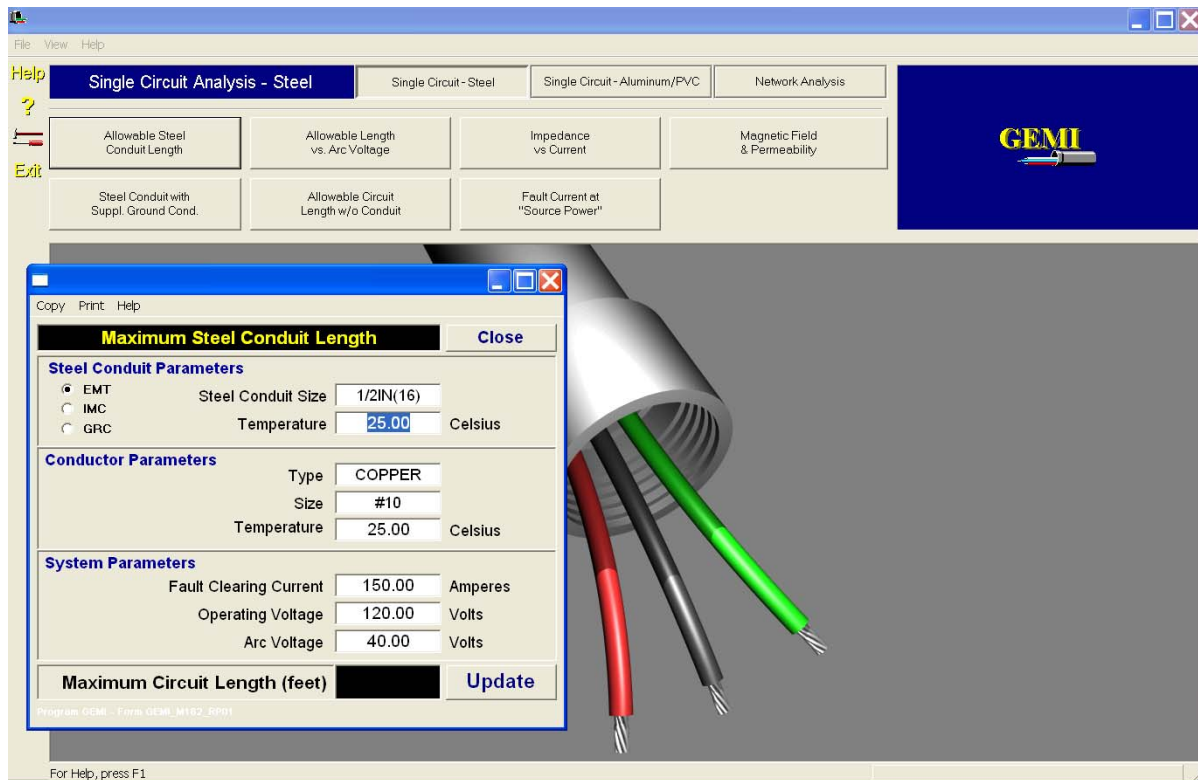 File View Help
Help
?
Exit
Single Circuit Analysis - Steel
Single Circuit - Steel
Single Circuit - Aluminum/PVC
Network Analysis
Allowable Steel
Conduit Length
Allowable Length
vs. Arc Voltage
Impedance
vs Current
Magnetic Field
& Permeability
Steel Conduit with
Suppl. Ground Cond.
Allowable Circuit
Length w/o Conduit
Fault Current at
"Source Power"
GEMI
Copy Print Help
Maximum Steel Conduit Length
Close
Steel Conduit Parameters
EMT
IMC
GRC
Steel Conduit Size 1/2IN(16)
Temperature 25.00 Celsius
Conductor Parameters
Type COPPER
Size #10
Temperature 25.00 Celsius
System Parameters
Fault Clearing Current 150.00 Amperes
Operating Voltage 120.00 Volts
Arc Voltage 40.00 Volts
Maximum Circuit Length (feet)
Update
Program GEMI - Form GEMI_M1S2_RP01
For Help, press F1